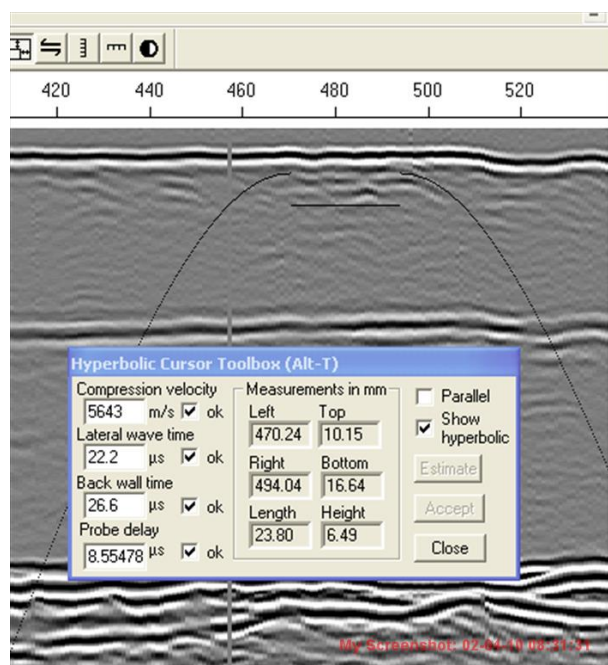 420 440 460 480 500 520
Hyperbolic Cursor Toolbox (Alt-T)
Compression velocity
5643 m/s ok
Lateral wave time
22.2 µs ok
Back wall time
26.6 µs ok
Probe delay
8.55478 µs ok
Measurements in mm
Left Top
470.24 10.15
Right Bottom
494.04 16.64
Length Height
23.80 6.49
Parallel
Show
hyperbolic
Estimate
Accept
Close